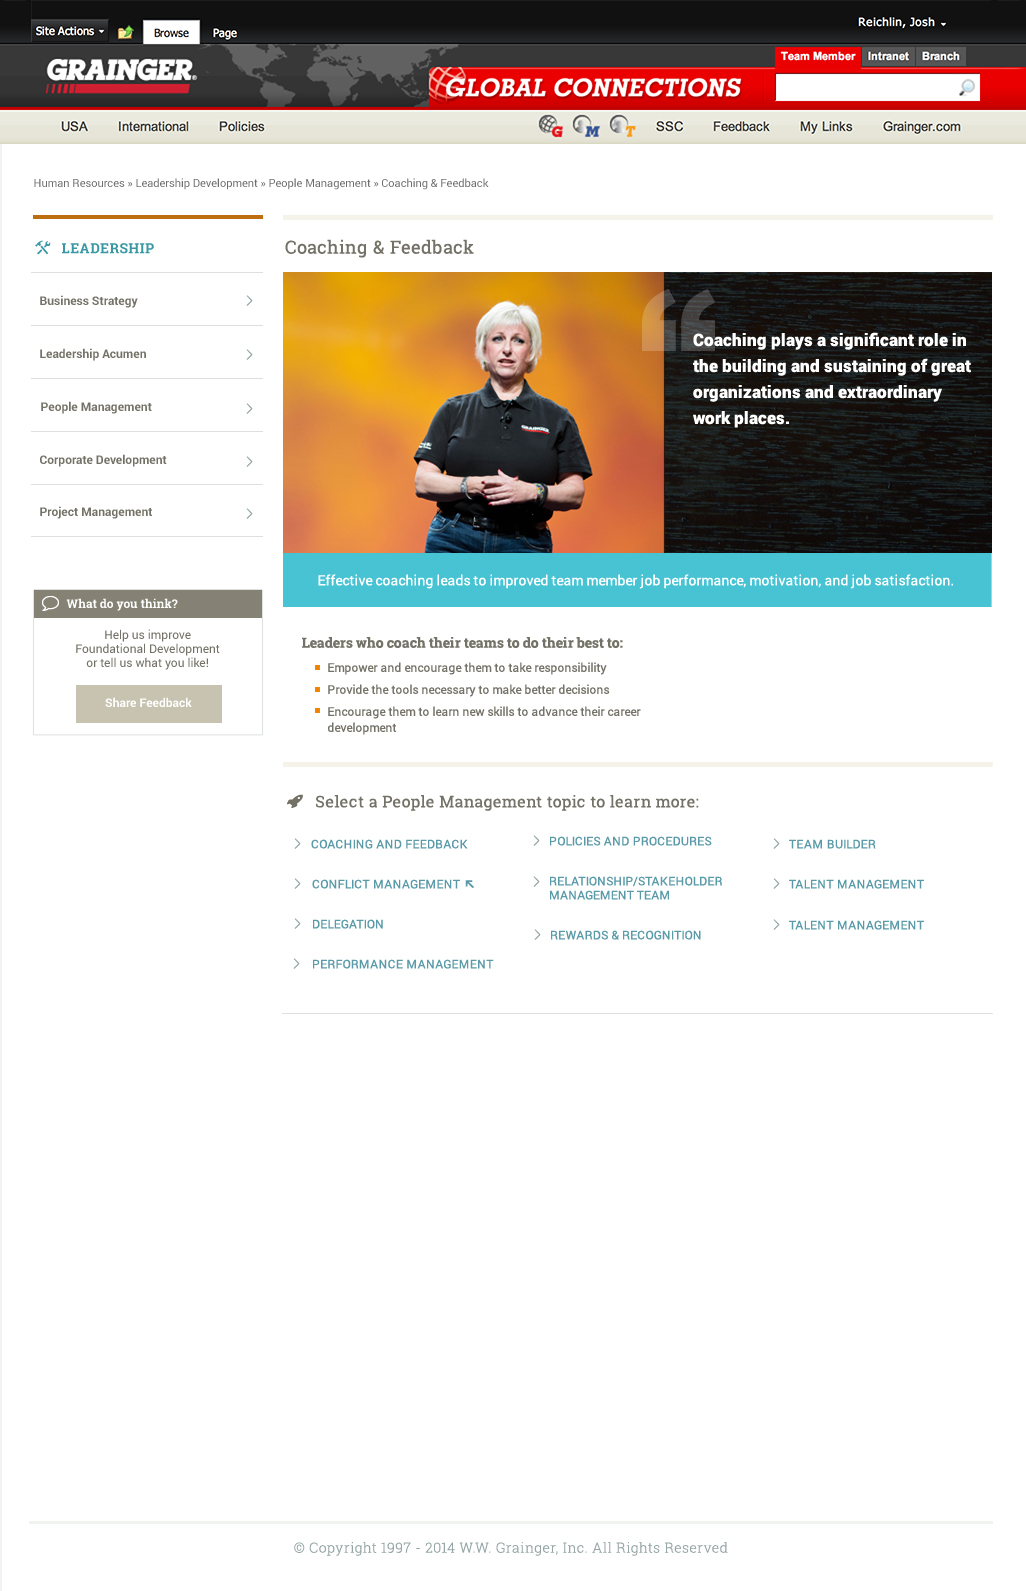 Site Actions
Browse
Page
Reichlin, Josh
GRAINGER
GLOBAL CONNECTIONS
Team Member
Intranet
Branch
USA
International
Policies
G
M
T
SSC
Feedback
My Links
Grainger.com
Human Resources » Leadership Development » People Management » Coaching & Feedback
LEADERSHIP
Business Strategy
Leadership Acumen
People Management
Corporate Development
Project Management
What do you think?
Help us improve
Foundational Development
or tell us what you like!
Share Feedback
Coaching & Feedback
GRAINGER
“
Coaching plays a significant role in
the building and sustaining of great
organizations and extraordinary
work places.
Effective coaching leads to improved team member job performance, motivation, and job satisfaction.
Leaders who coach their teams to do their best to:
Empower and encourage them to take responsibility
Provide the tools necessary to make better decisions
Encourage them to learn new skills to advance their career
development
Select a People Management topic to learn more:
COACHING AND FEEDBACK
CONFLICT MANAGEMENT
DELEGATION
PERFORMANCE MANAGEMENT
POLICIES AND PROCEDURES
RELATIONSHIP/STAKEHOLDER
MANAGEMENT TEAM
REWARDS & RECOGNITION
TEAM BUILDER
TALENT MANAGEMENT
TALENT MANAGEMENT
© Copyright 1997 - 2014 W.W. Grainger, Inc. All Rights Reserved